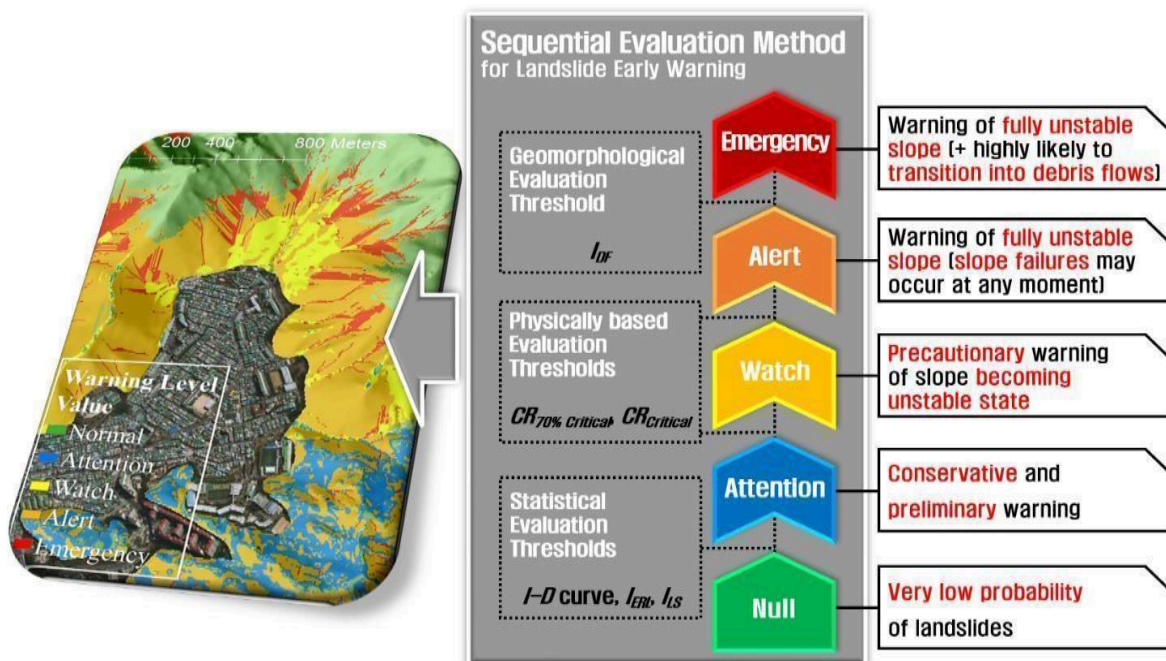 200 400 800 Meters
Warning Level
Value
Normal
Attention
Watch
Alert
Emergency
Sequential Evaluation Method
for Landslide Early Warning
Geomorphological
Evaluation
Threshold
I_DF
Physically based
Evaluation
Thresholds
CR_70% Critical, CR_Critical
Statistical
Evaluation
Thresholds
I-D curve, I_ERI, I_LS
Emergency
Alert
Watch
Attention
Null
Warning of fully unstable
slope (+ highly likely to
transition into debris flows)
Warning of fully unstable
slope (slope failures may
occur at any moment)
Precautionary warning
of slope becoming
unstable state
Conservative and
preliminary warning
Very low probability
of landslides